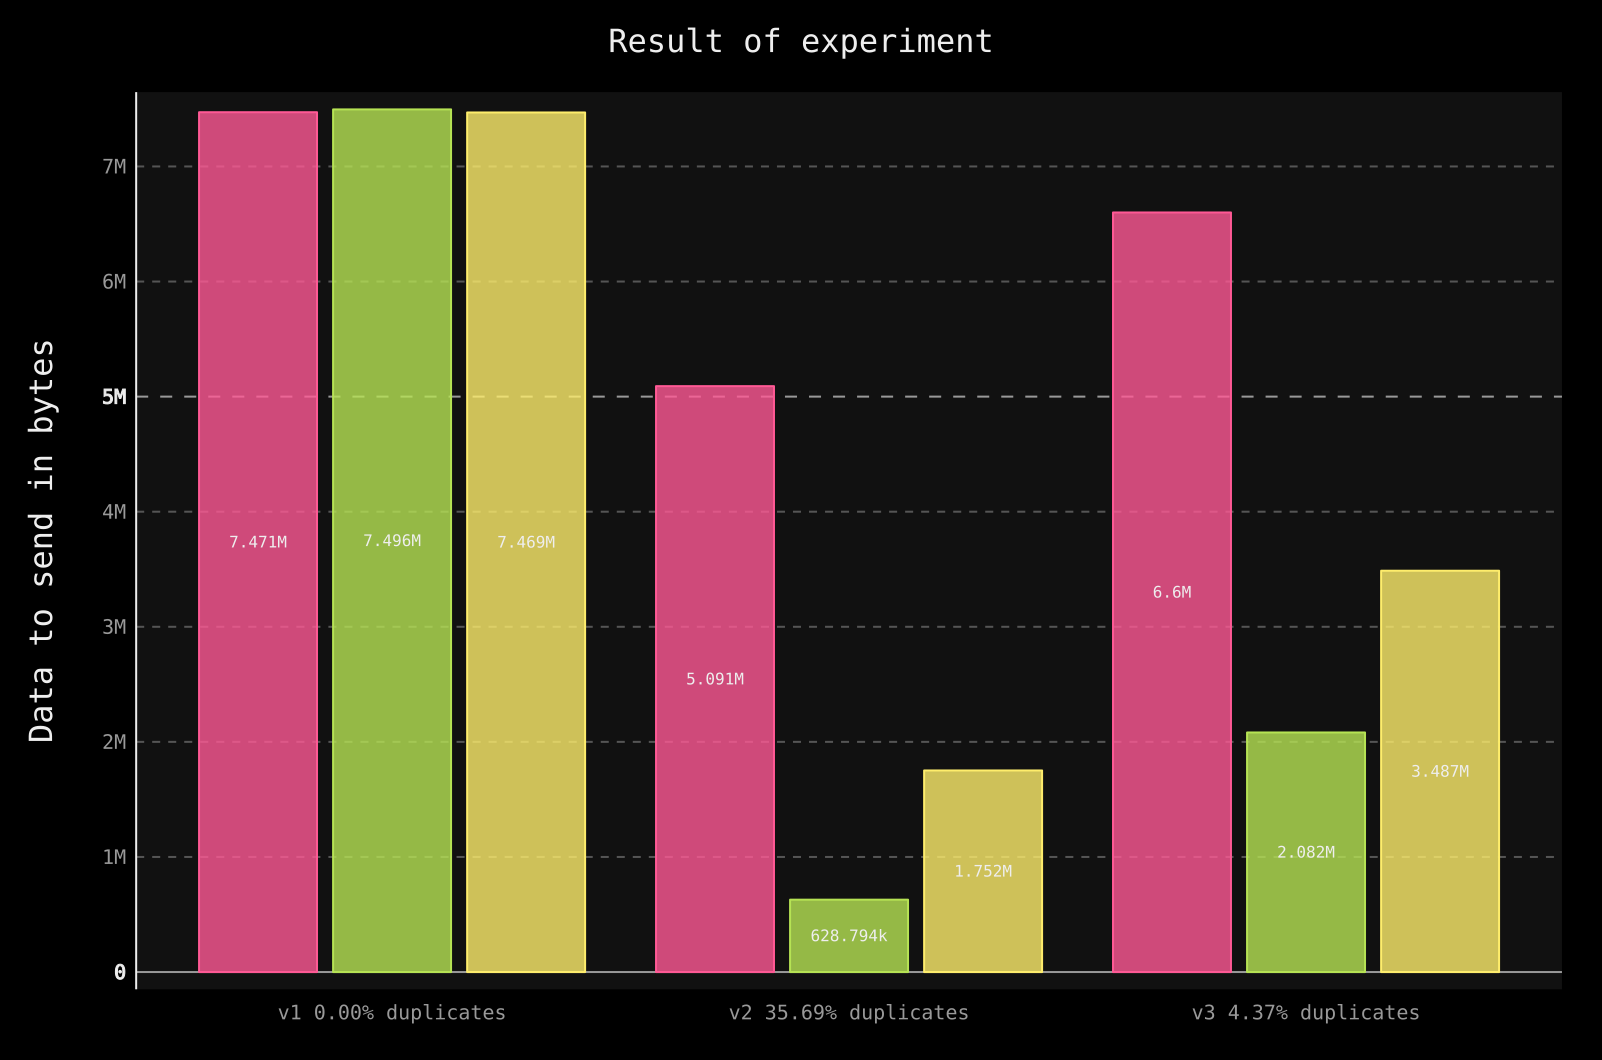 Result of experiment
Data to send in bytes
7M
6M
5M
4M
3M
2M
1M
0
7.471M
7.496M
7.469M
5.091M
628.794k
1.752M
6.6M
2.082M
3.487M
v1 0.00% duplicates
v2 35.69% duplicates
v3 4.37% duplicates